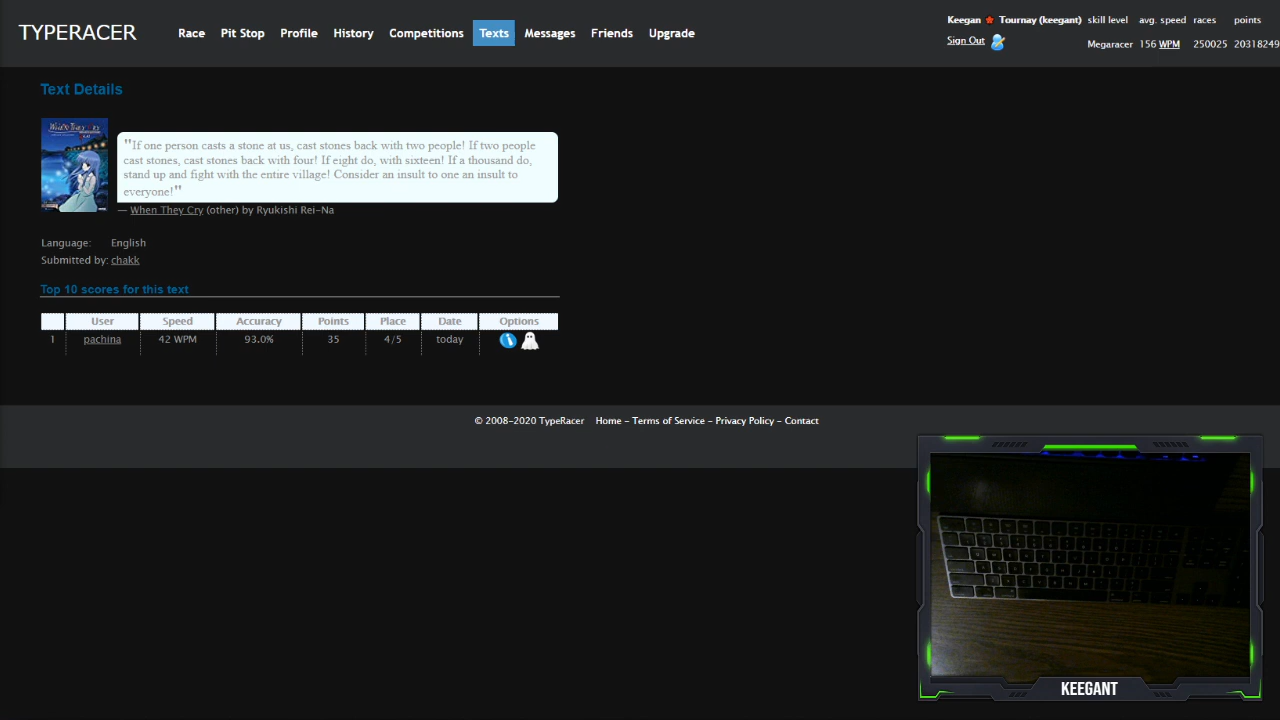 TYPERACER
Race Pit Stop Profile History Competitions Texts Messages Friends Upgrade
Keegan Tournay (keegant) skill level avg. speed races points
Sign Out
Megaracer 156 WPM 250025 20318249
Text Details
"If one person casts a stone at us, cast stones back with two people! If two people
cast stones, cast stones back with four! If eight do, with sixteen! If a thousand do,
stand up and fight with the entire village! Consider an insult to one an insult to
everyone!"
— When They Cry (other) by Ryukishi Rei-Na
Language: English
Submitted by: chakk
Top 10 scores for this text
User Speed Accuracy Points Place Date Options
1 pachina 42 WPM 93.0% 35 4/5 today
© 2008-2020 TypeRacer Home - Terms of Service - Privacy Policy - Contact
KEEGANT